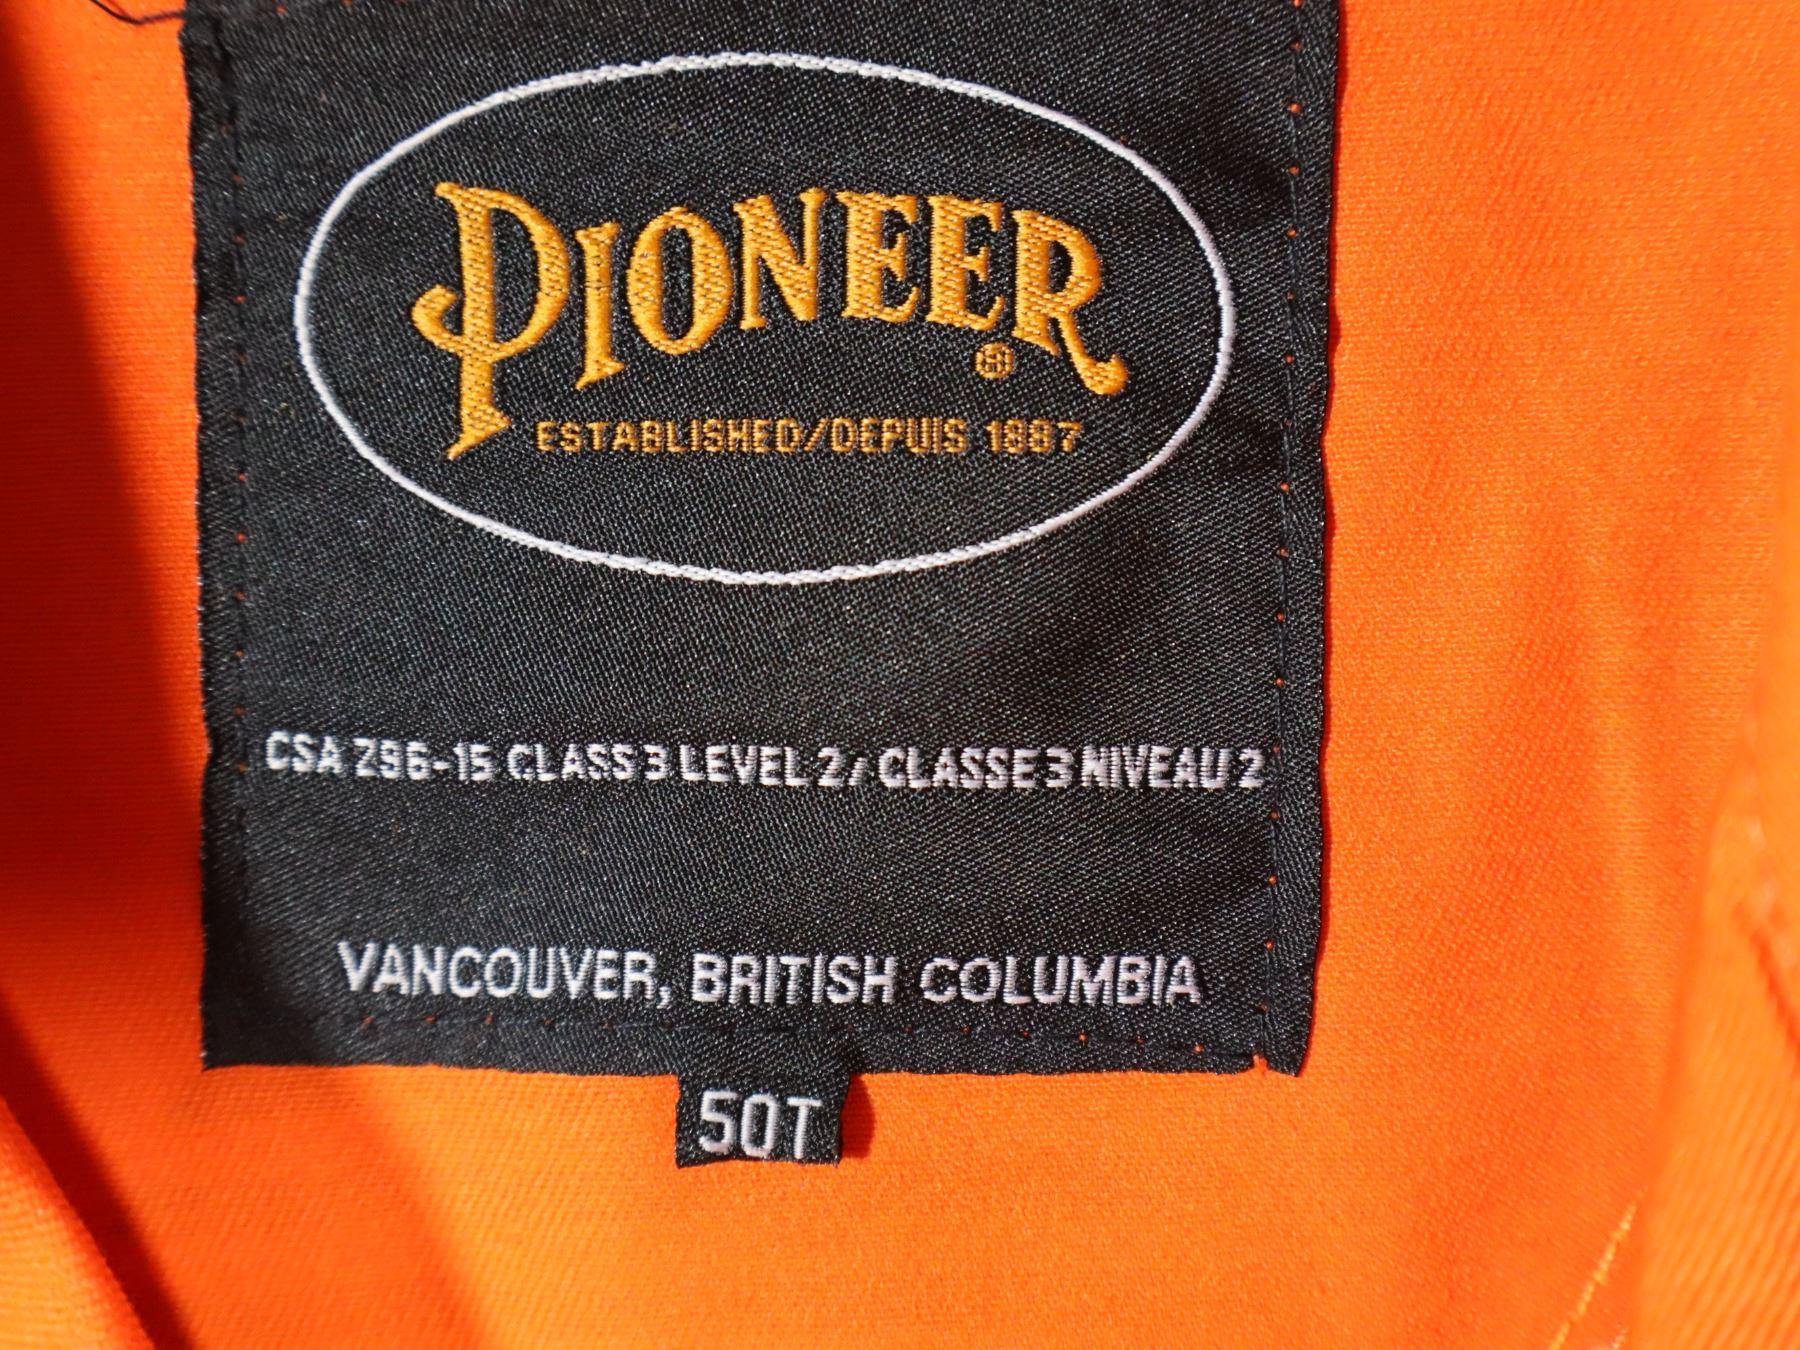 PIONEER®
ESTABLISHED/DEPUIS 1887
CSA Z96-15 CLASS 3 LEVEL 2/ CLASSE 3 NIVEAU 2
VANCOUVER, BRITISH COLUMBIA
50T